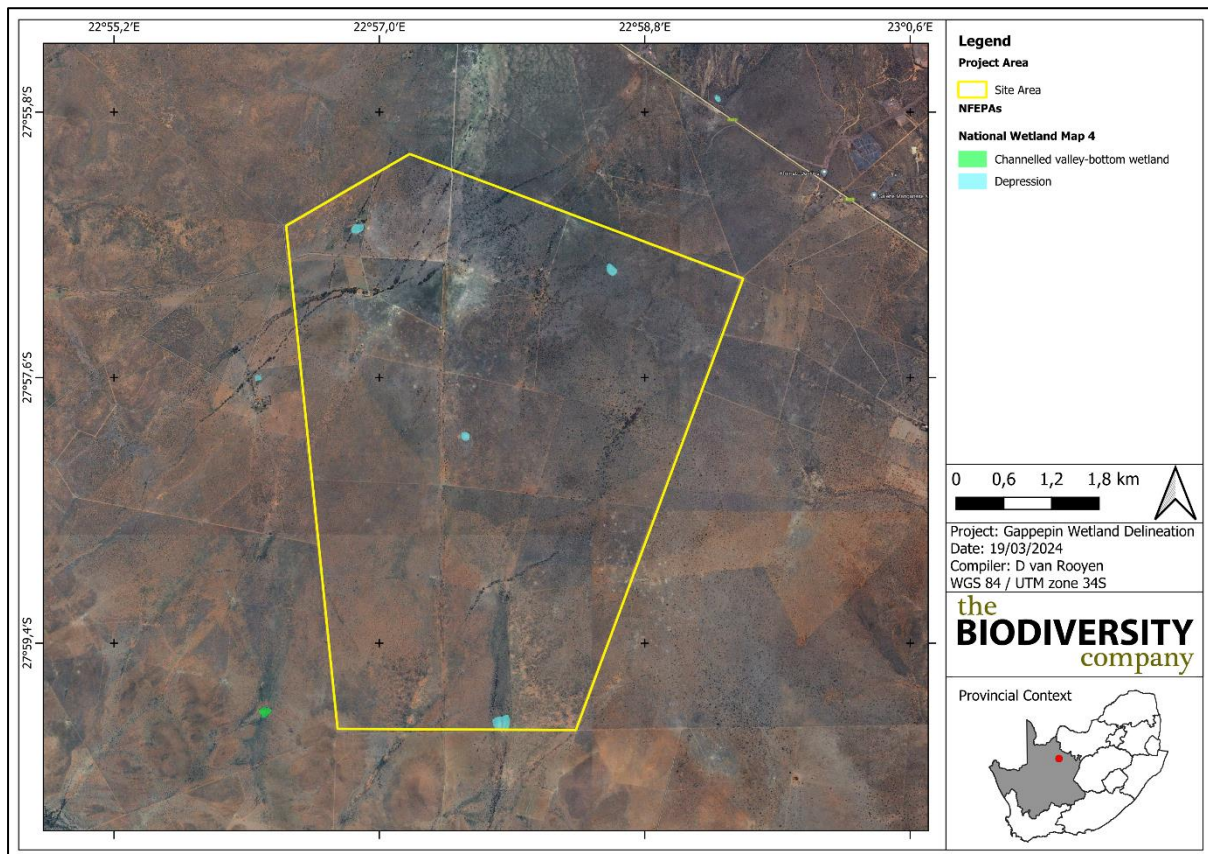 22°55,2′E
22°57,0′E
22°58,8′E
23°0,6′E
27°55,8′S
27°57,6′S
27°59,4′S
Legend
Project Area
Site Area
NFEPAs
National Wetland Map 4
Channelled valley-bottom wetland
Depression
0 0,6 1,2 1,8 km
Project: Gappepin Wetland Delineation
Date: 19/03/2024
Compiler: D van Rooyen
WGS 84 / UTM zone 34S
the
BIODIVERSITY
company
Provincial Context